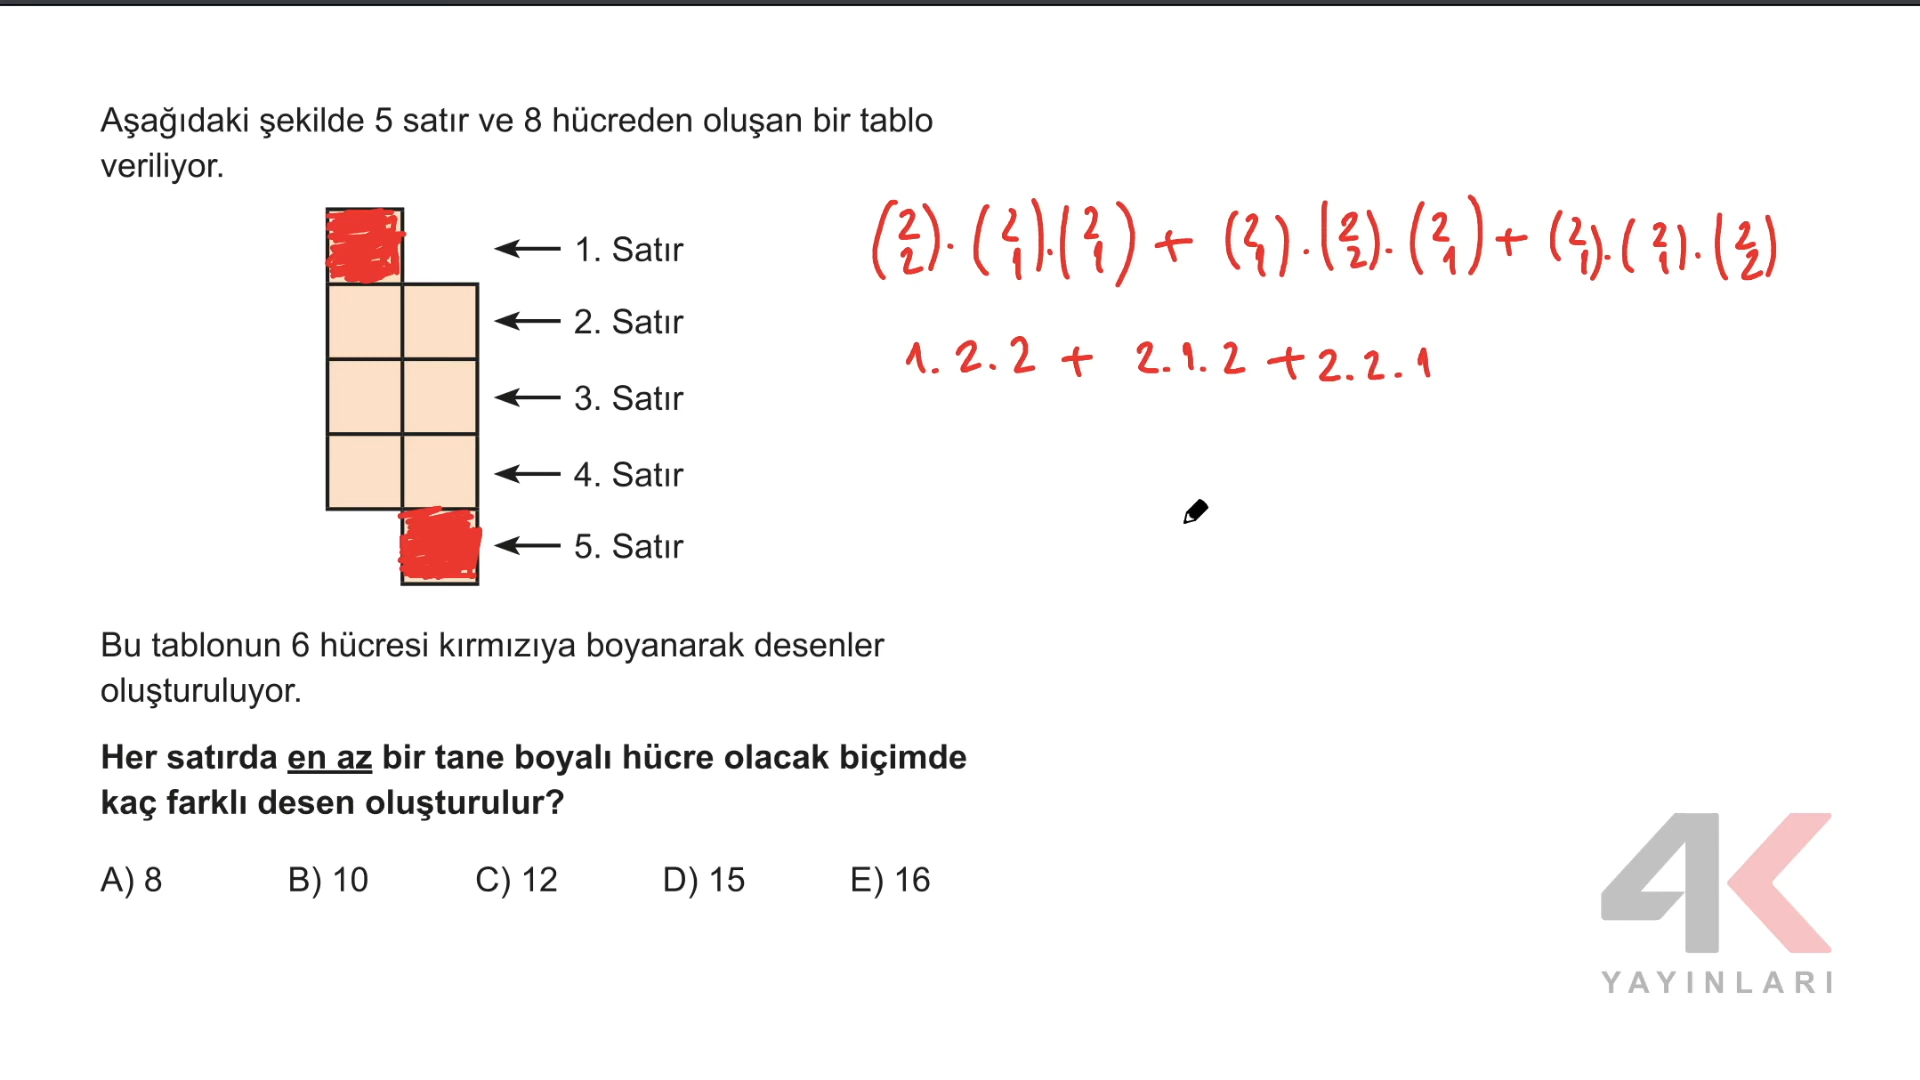 Aşağıdaki şekilde 5 satır ve 8 hücreden oluşan bir tablo
veriliyor.
1. Satır
2. Satır
3. Satır
4. Satır
5. Satır
(2 2).(2 1).(2 1) + (2 1).(2 2).(2 1) + (2 1).(2 1).(2 2)
1.2.2 + 2.1.2 + 2.2.1
Bu tablonun 6 hücresi kırmızıya boyanarak desenler
oluşturuluyor.
Her satırda en az bir tane boyalı hücre olacak biçimde
kaç farklı desen oluşturulur?
A) 8 B) 10 C) 12 D) 15 E) 16
4K
YAYINLARI